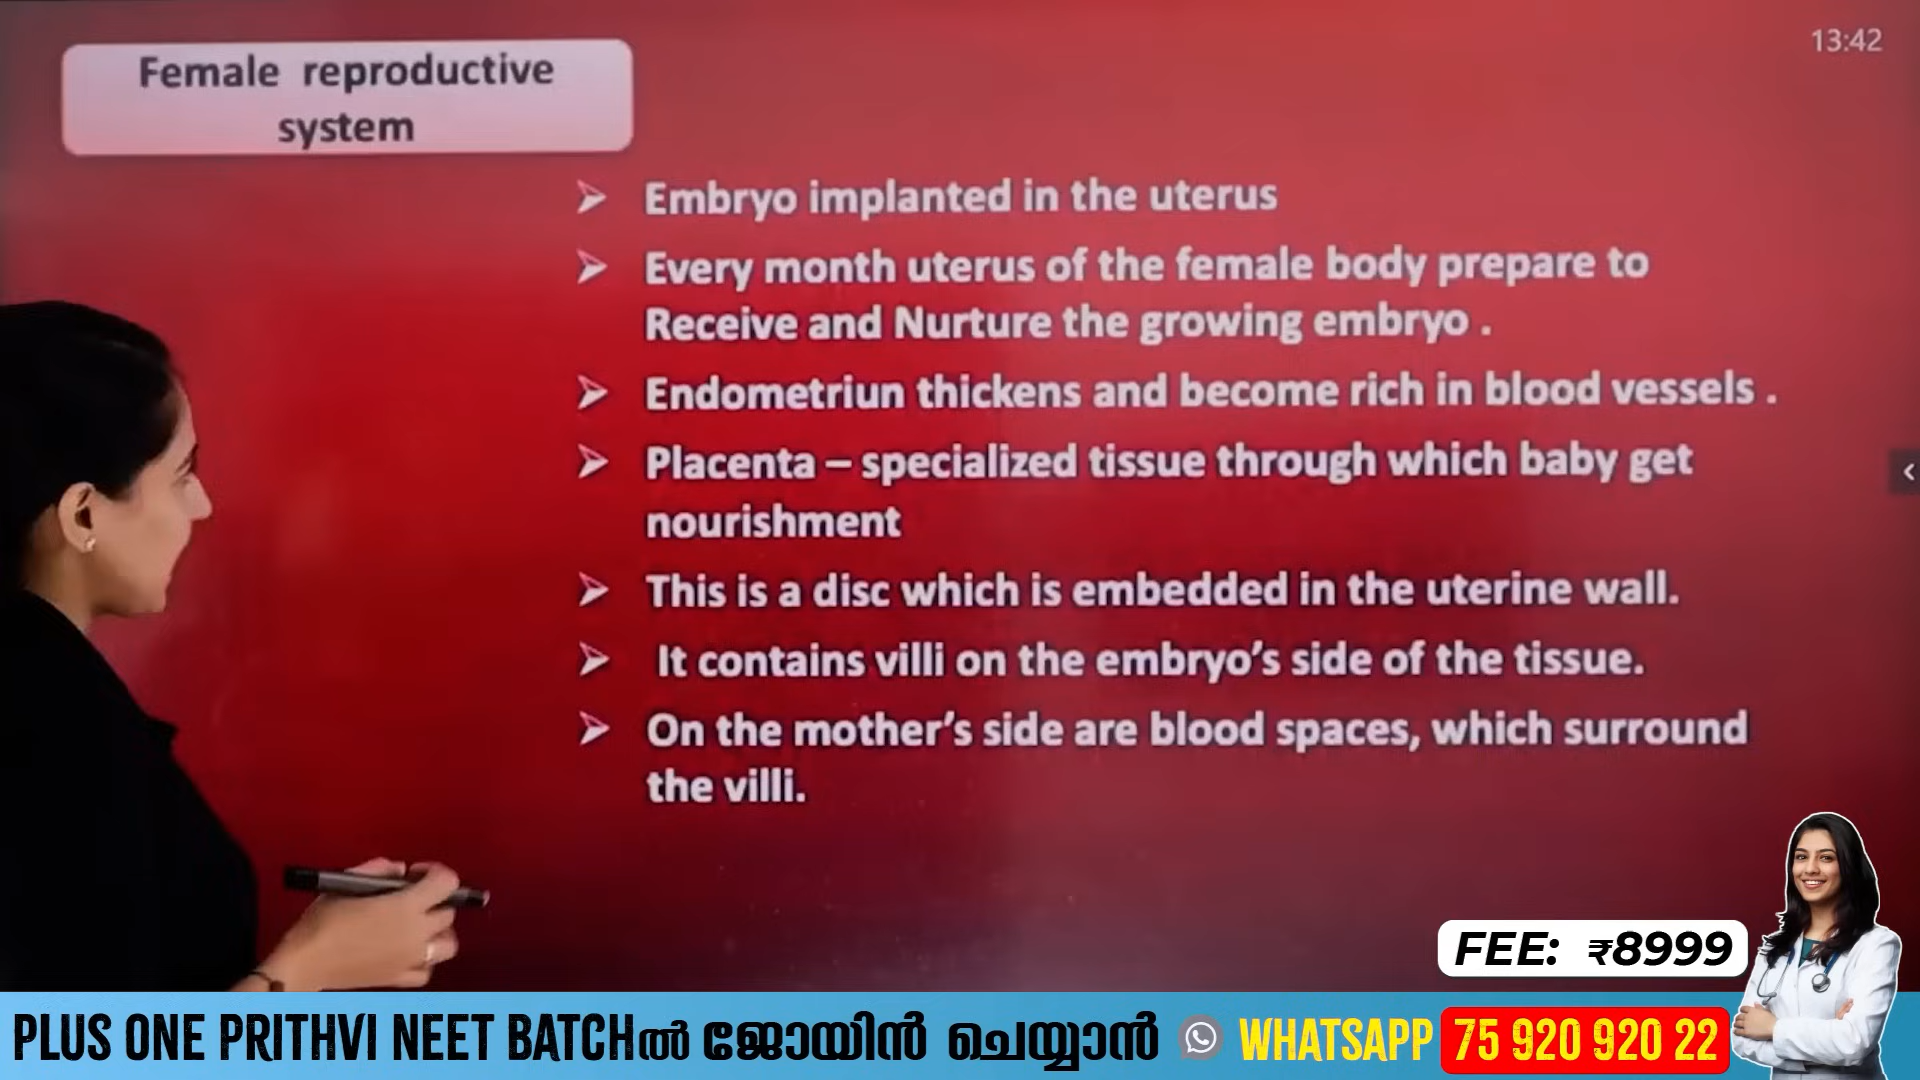 13:42
Female reproductive
system
➢ Embryo implanted in the uterus
➢ Every month uterus of the female body prepare to
Receive and Nurture the growing embryo .
➢ Endometriun thickens and become rich in blood vessels .
➢ Placenta – specialized tissue through which baby get
nourishment
➢ This is a disc which is embedded in the uterine wall.
➢ It contains villi on the embryo’s side of the tissue.
➢ On the mother’s side are blood spaces, which surround
the villi.
FEE: ₹8999
PLUS ONE PRITHVI NEET BATCHൽ ജോയിൻ ചെയ്യാൻ WHATSAPP 75 920 920 22